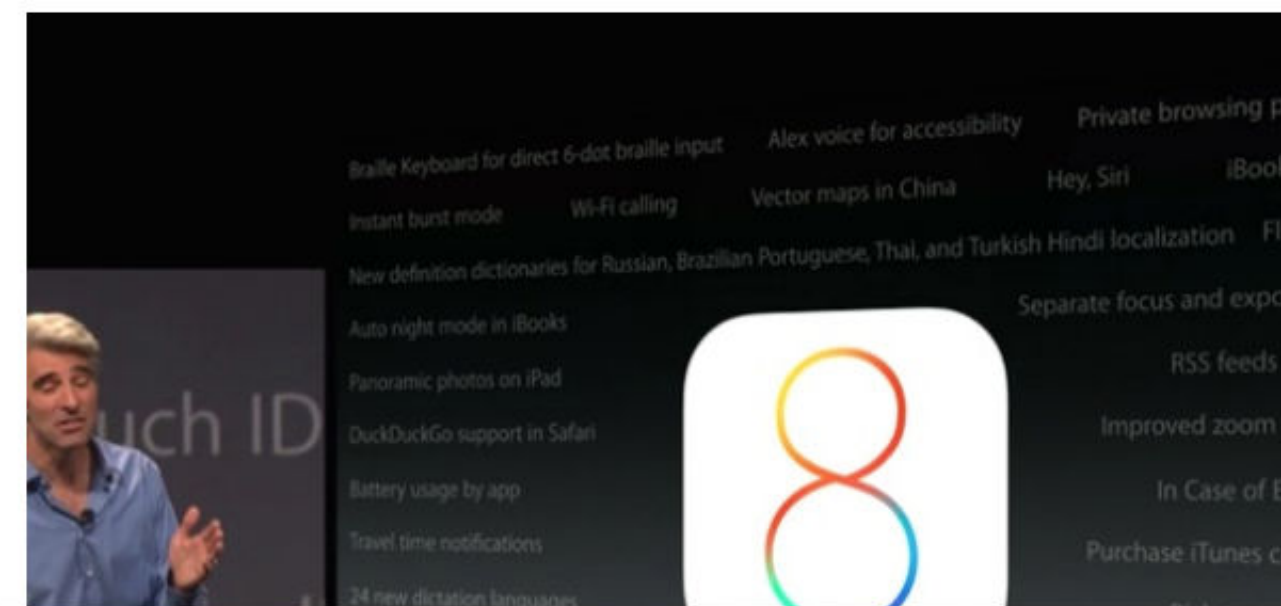 Braille Keyboard for direct 6-dot braille input Alex voice for accessibility Private browsing p
Instant burst mode Wi-Fi calling Vector maps in China Hey, Siri iBook
New definition dictionaries for Russian, Brazilian Portuguese, Thai, and Turkish Hindi localization Fl
Auto night mode in iBooks Separate focus and expo
Panoramic photos on iPad RSS feeds
uch ID DuckDuckGo support in Safari Improved zoom
Battery usage by app In Case of E
Travel time notifications Purchase iTunes c
24 new dictation languages
8